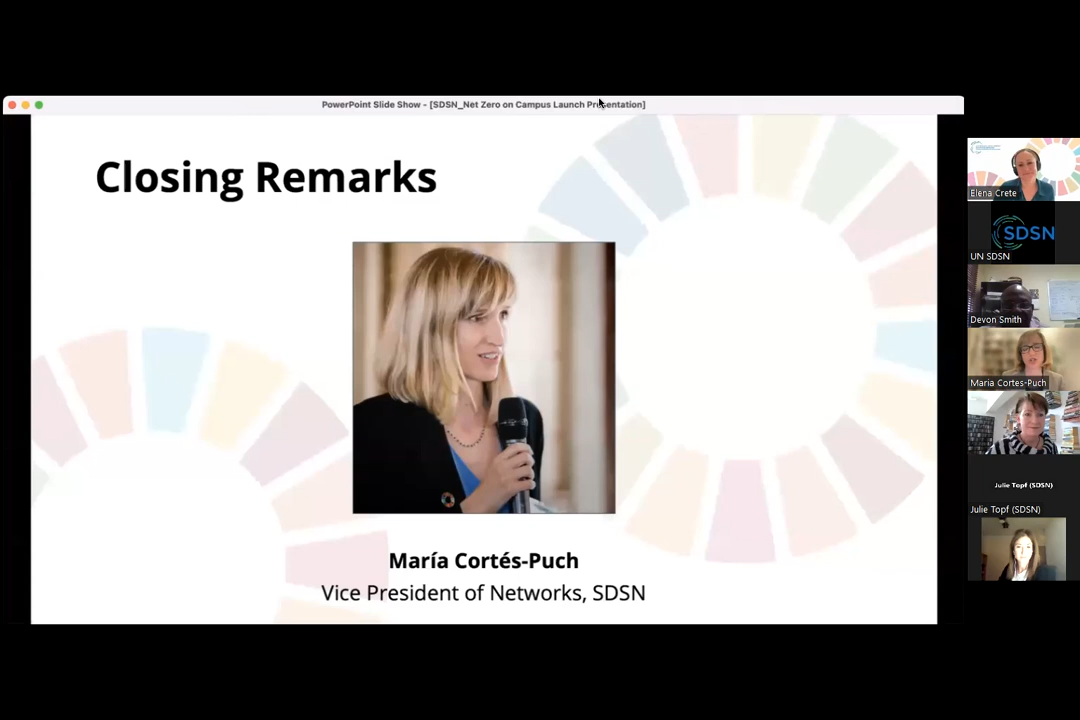 PowerPoint Slide Show - [SDSN_Net Zero on Campus Launch Presentation]
Closing Remarks
María Cortés-Puch
Vice President of Networks, SDSN
Elena Crete
SDSN
UN SDSN
Devon Smith
Maria Cortes-Puch
Julie Topf (SDSN)
Julie Topf (SDSN)